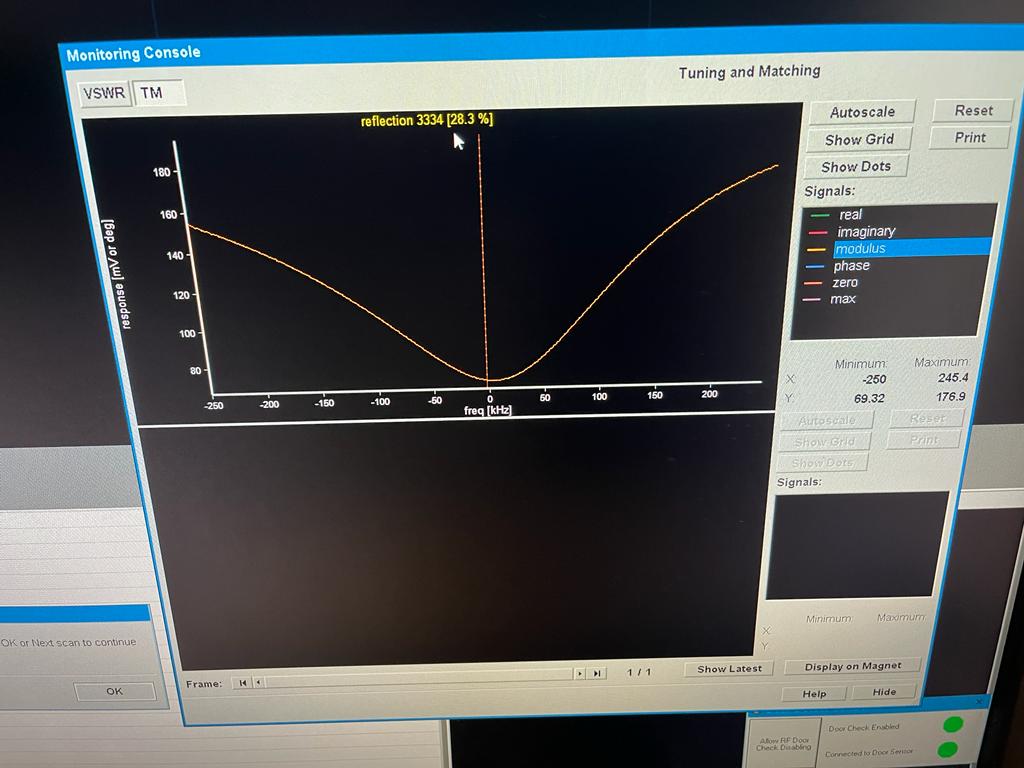 Monitoring Console
Tuning and Matching
VSWR TM
reflection 3334 [28.3 %]
180
160
140
120
100
80
response [mV or deg]
-250 -200 -150 -100 -50 0 50 100 150 200
freq [kHz]
Autoscale Reset
Show Grid Print
Show Dots
Signals:
real
imaginary
modulus
phase
zero
max
Minimum: Maximum:
X: -250 245.4
Y: 69.32 176.9
Autoscale Reset
Show Grid Print
Show Dots
Signals:
Minimum: Maximum:
X:
Y:
Frame: 1 / 1 Show Latest Display on Magnet
Help Hide
OK or Next scan to continue
OK
Allow RF Door
Check Disabling
Door Check Enabled
Connected to Door Sensor